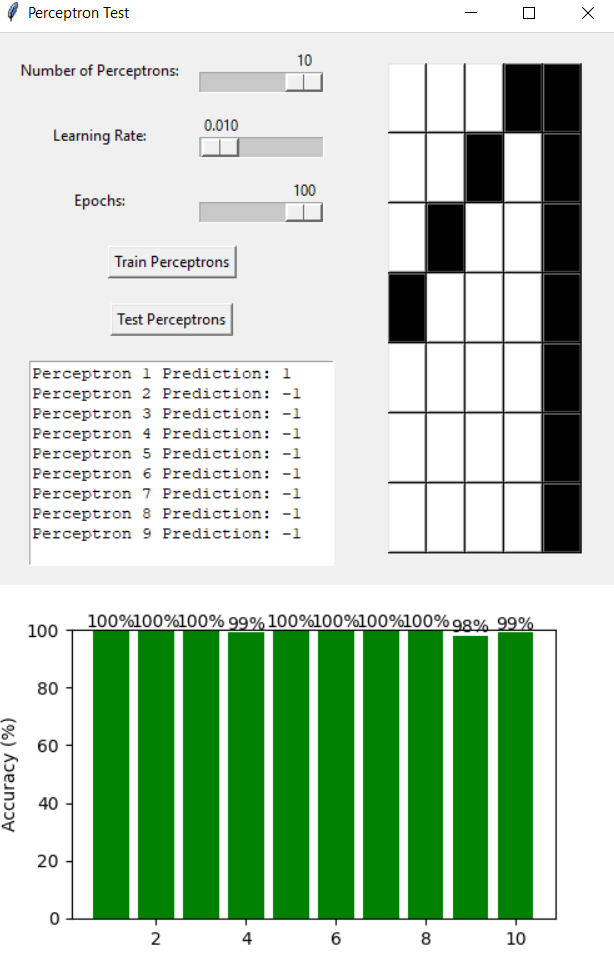 Perceptron Test
10
Number of Perceptrons:
0.010
Learning Rate:
100
Epochs:
Train Perceptrons
Test Perceptrons
Perceptron 1 Prediction: 1
Perceptron 2 Prediction: -1
Perceptron 3 Prediction: -1
Perceptron 4 Prediction: -1
Perceptron 5 Prediction: -1
Perceptron 6 Prediction: -1
Perceptron 7 Prediction: -1
Perceptron 8 Prediction: -1
Perceptron 9 Prediction: -1
100% 100% 100% 99% 100% 100% 100% 100% 98% 99%
100
80
60
40
20
0
Accuracy (%)
2 4 6 8 10